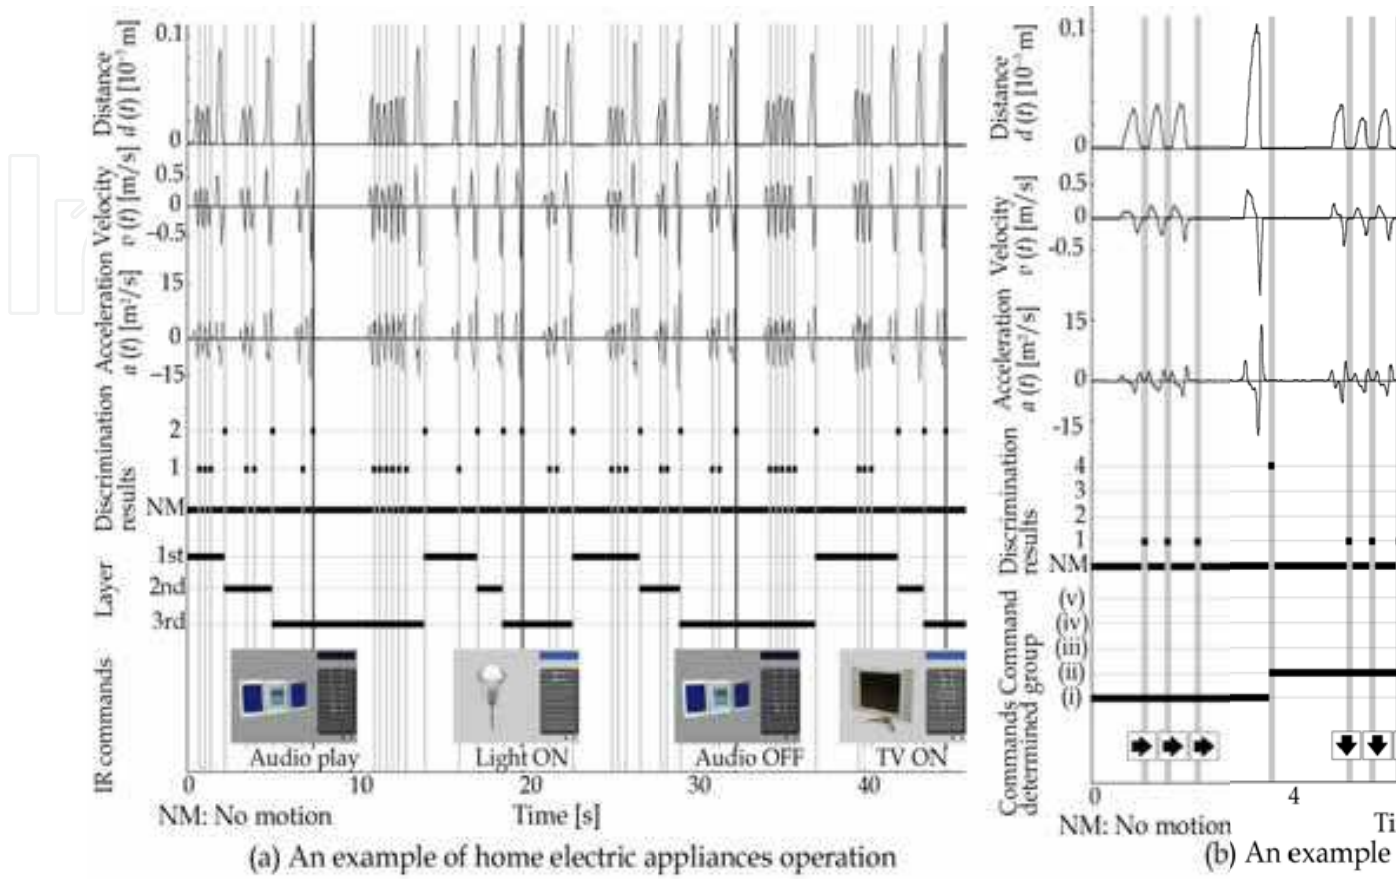 0.1
Distance
d (t) [10⁻³ m]
0
0.5
Velocity
v (t) [m/s]
0
−0.5
15
Acceleration
a (t) [m²/s]
0
−15
Discrimination
results
2
1
NM
Layer
1st
2nd
3rd
IR commands
Audio play
Light ON
Audio OFF
TV ON
0
10
20
30
40
NM: No motion
Time [s]
(a) An example of home electric appliances operation
0.1
Distance
d (t) [10⁻³ m]
0
0.5
Velocity
v (t) [m/s]
0
-0.5
15
Acceleration
a (t) [m²/s]
0
-15
Discrimination
results
4
3
2
1
NM
Command
group
(v)
(iv)
(iii)
(ii)
(i)
Commands
determined
0
4
NM: No motion
Ti
(b) An example